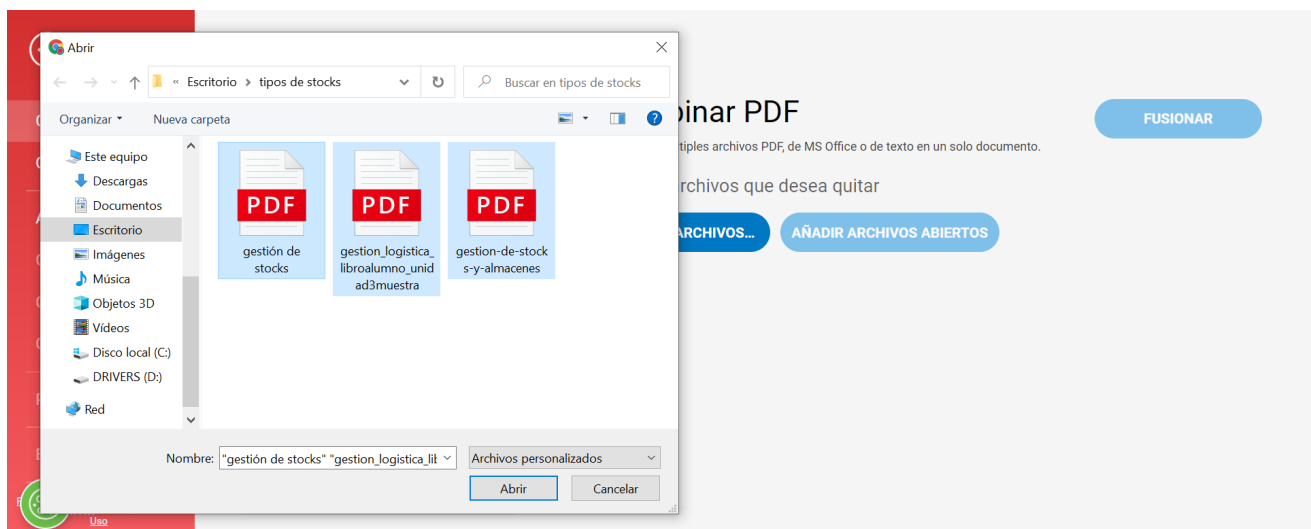 Abrir
« Escritorio > tipos de stocks
Buscar en tipos de stocks
Organizar
Nueva carpeta
Este equipo
Descargas
Documentos
Escritorio
Imágenes
Música
Objetos 3D
Vídeos
Disco local (C:)
DRIVERS (D:)
Red
PDF
gestión de
stocks
PDF
gestion_logistica_
libroalumno_unid
ad3muestra
PDF
gestion-de-stock
s-y-almacenes
Nombre:
"gestión de stocks" "gestion_logistica_lib
Archivos personalizados
Abrir
Cancelar
Uso
inar PDF
FUSIONAR
tiples archivos PDF, de MS Office o de texto en un solo documento.
rchivos que desea quitar
ARCHIVOS...
AÑADIR ARCHIVOS ABIERTOS